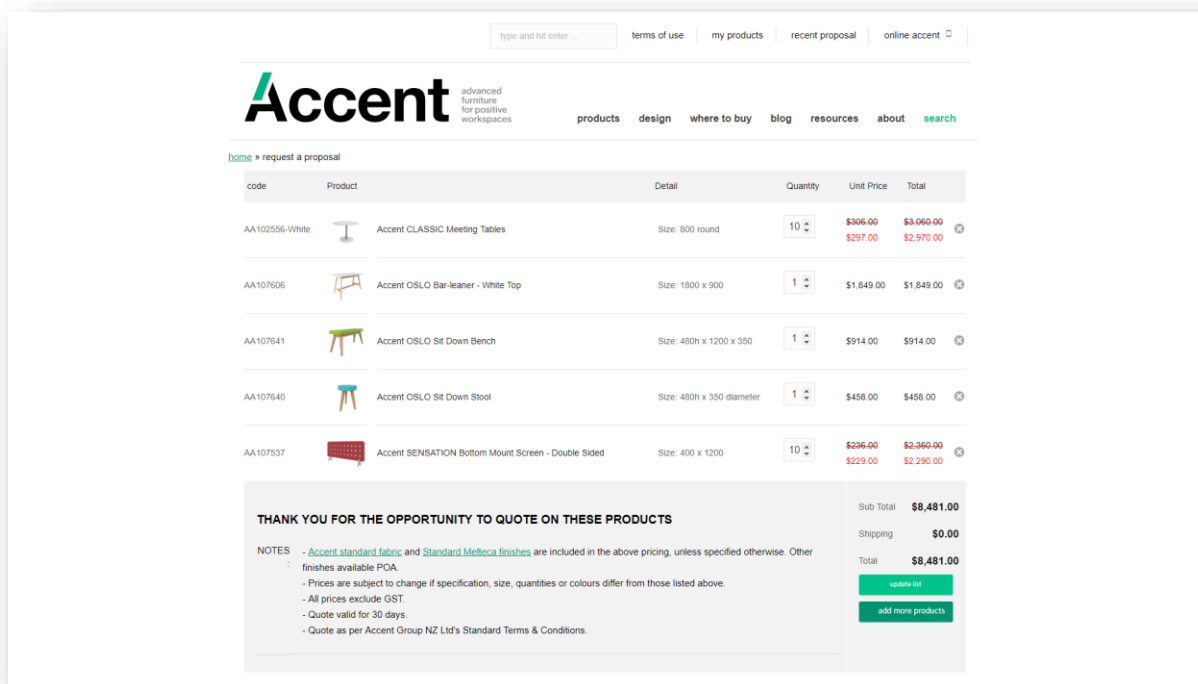 type and hit enter ...
terms of use
my products
recent proposal
online accent
Accent
advanced
furniture
for positive
workspaces
products design where to buy blog resources about search
home » request a proposal
code Product Detail Quantity Unit Price Total
AA102556-White Accent CLASSIC Meeting Tables Size: 800 round 10 $306.00 $3,060.00
$297.00 $2,970.00
AA107606 Accent OSLO Bar-leaner - White Top Size: 1800 x 900 1 $1,849.00 $1,849.00
AA107641 Accent OSLO Sit Down Bench Size: 480h x 1200 x 350 1 $914.00 $914.00
AA107640 Accent OSLO Sit Down Stool Size: 480h x 350 diameter 1 $458.00 $458.00
AA107537 Accent SENSATION Bottom Mount Screen - Double Sided Size: 400 x 1200 10 $236.00 $2,360.00
$229.00 $2,290.00
THANK YOU FOR THE OPPORTUNITY TO QUOTE ON THESE PRODUCTS
NOTES : - Accent standard fabric and Standard Melteca finishes are included in the above pricing, unless specified otherwise. Other
finishes available POA.
- Prices are subject to change if specification, size, quantities or colours differ from those listed above.
- All prices exclude GST.
- Quote valid for 30 days.
- Quote as per Accent Group NZ Ltd's Standard Terms & Conditions.
Sub Total $8,481.00
Shipping $0.00
Total $8,481.00
update list
add more products